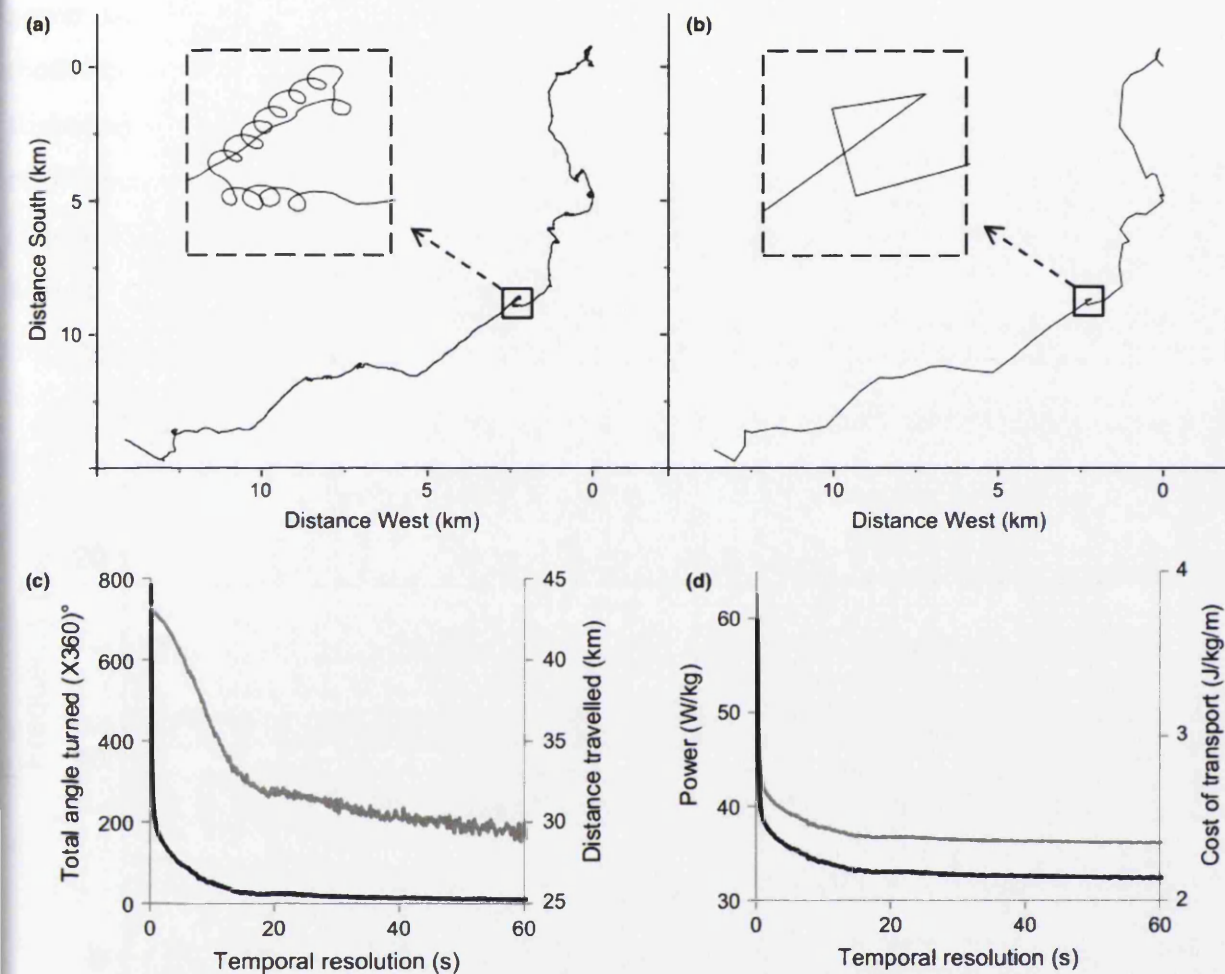 (a)
0
5
10
Distance South (km)
10
5
0
Distance West (km)
(b)
10
5
0
Distance West (km)
(c)
800
600
400
200
0
Total angle turned (X360)°
45
40
35
30
25
Distance travelled (km)
0
20
40
60
Temporal resolution (s)
(d)
60
50
40
30
Power (W/kg)
4
3
2
Cost of transport (J/kg/m)
0
20
40
60
Temporal resolution (s)